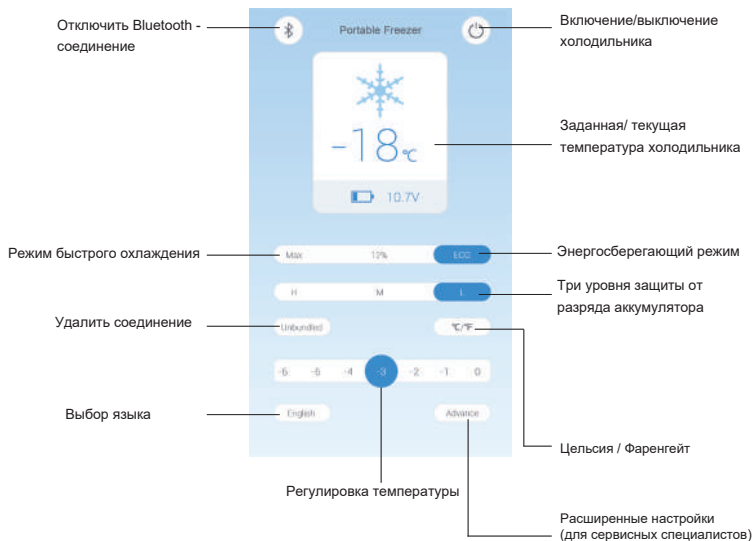 Отключить Bluetooth -
соединение
Portable Freezer
Включение/выключение
холодильника
-18℃
Заданная/ текущая
температура холодильника
10.7V
Режим быстрого охлаждения
Max 12% ECO
Энергосберегающий режим
H M L
Три уровня защиты от
разряда аккумулятора
Удалить соединение
Unbundled ℃/℉
-5 -4 -3 -2 -1 0
Выбор языка
English Advance
Цельсия / Фаренгейт
Регулировка температуры
Расширенные настройки
(для сервисных специалистов)